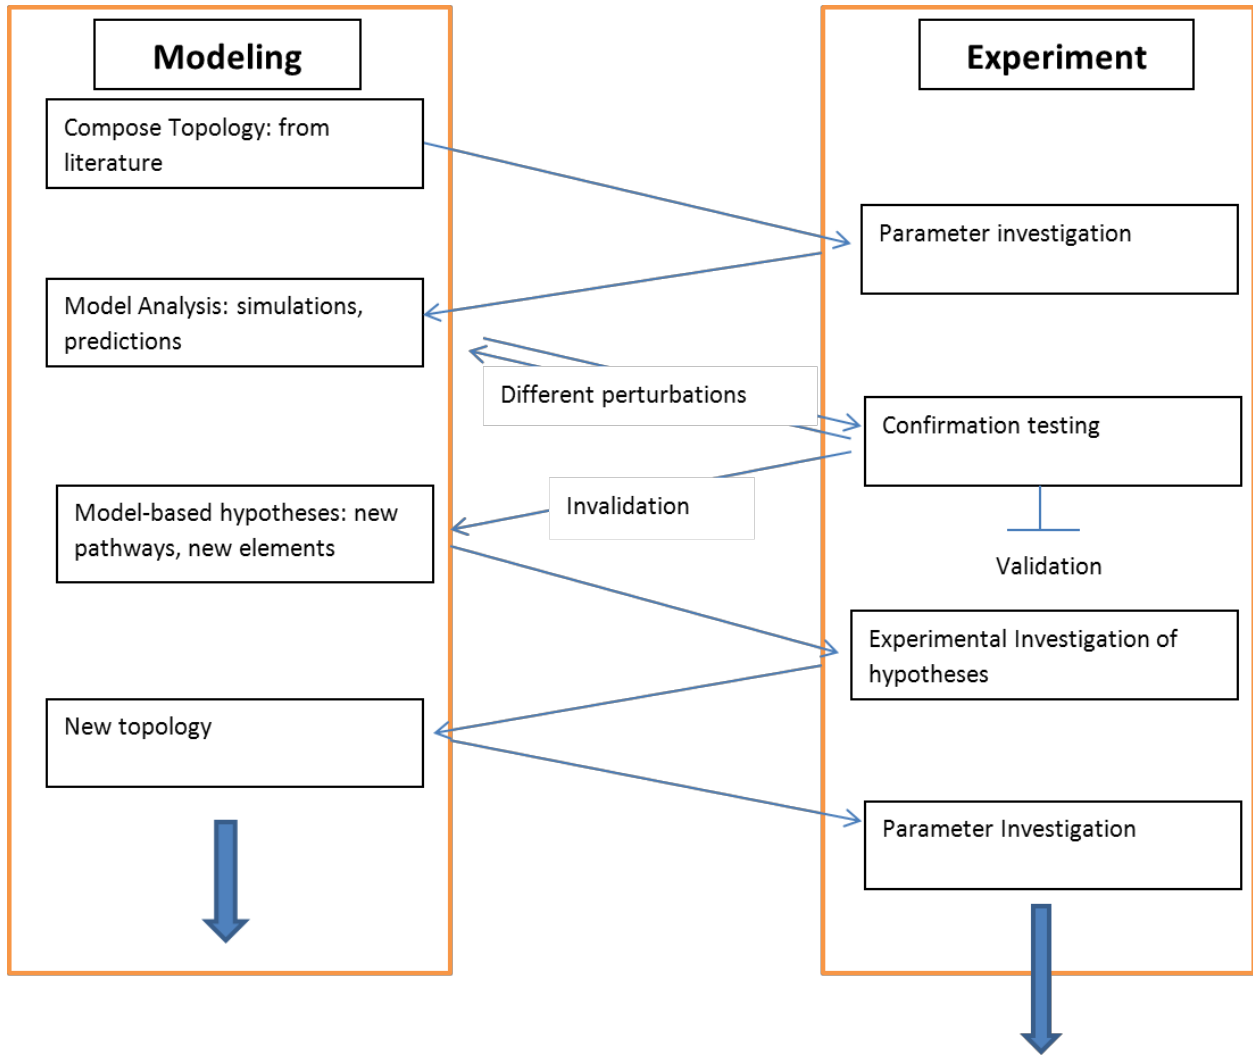 Modeling
Experiment
Compose Topology: from
literature
Parameter investigation
Model Analysis: simulations,
predictions
Different perturbations
Confirmation testing
Invalidation
Model-based hypotheses: new
pathways, new elements
Validation
Experimental Investigation of
hypotheses
New topology
Parameter Investigation